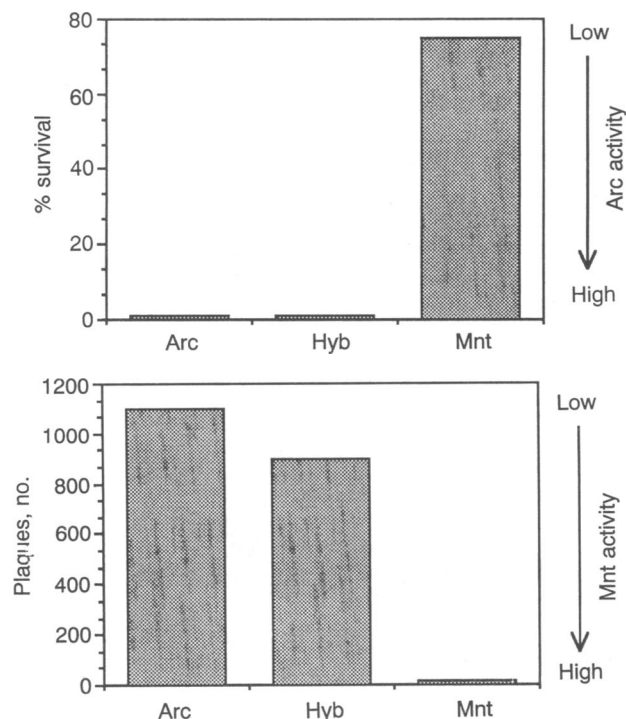 80
60
40
20
0
% survival
Arc
Hyb
Mnt
Low
Arc activity
High
1200
1000
800
600
400
200
0
Plaques, no.
Arc
Hyb
Mnt
Low
Mnt activity
High